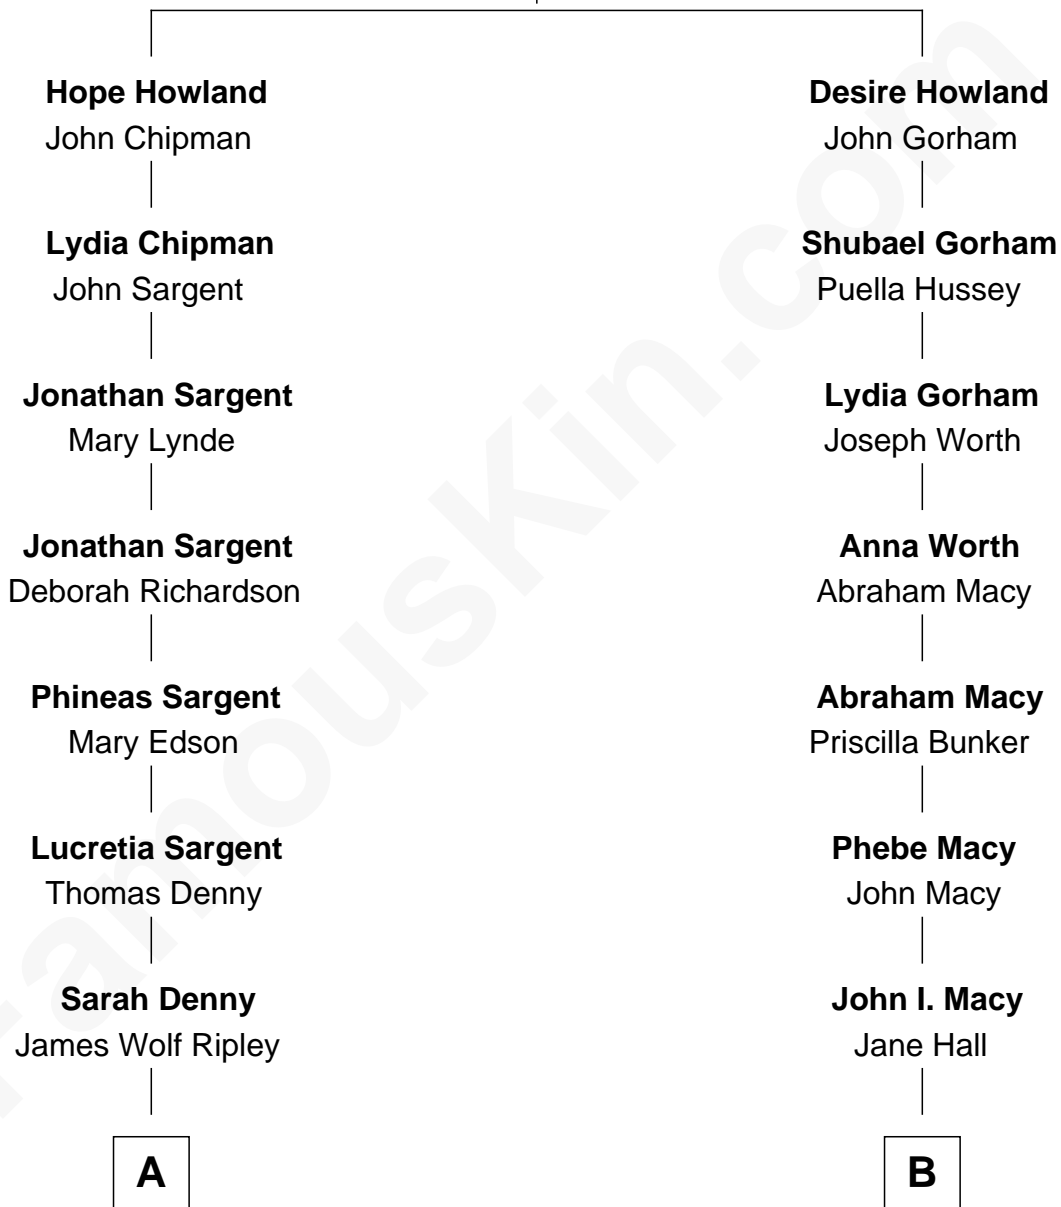 Hope Howland
John Chipman
Desire Howland
John Gorham
Lydia Chipman
John Sargent
Shubael Gorham
Puella Hussey
Jonathan Sargent
Mary Lynde
Lydia Gorham
Joseph Worth
Jonathan Sargent
Deborah Richardson
Anna Worth
Abraham Macy
Phineas Sargent
Mary Edson
Abraham Macy
Priscilla Bunker
Lucretia Sargent
Thomas Denny
Phebe Macy
John Macy
Sarah Denny
James Wolf Ripley
John I. Macy
Jane Hall
A
B
FamousKin.com